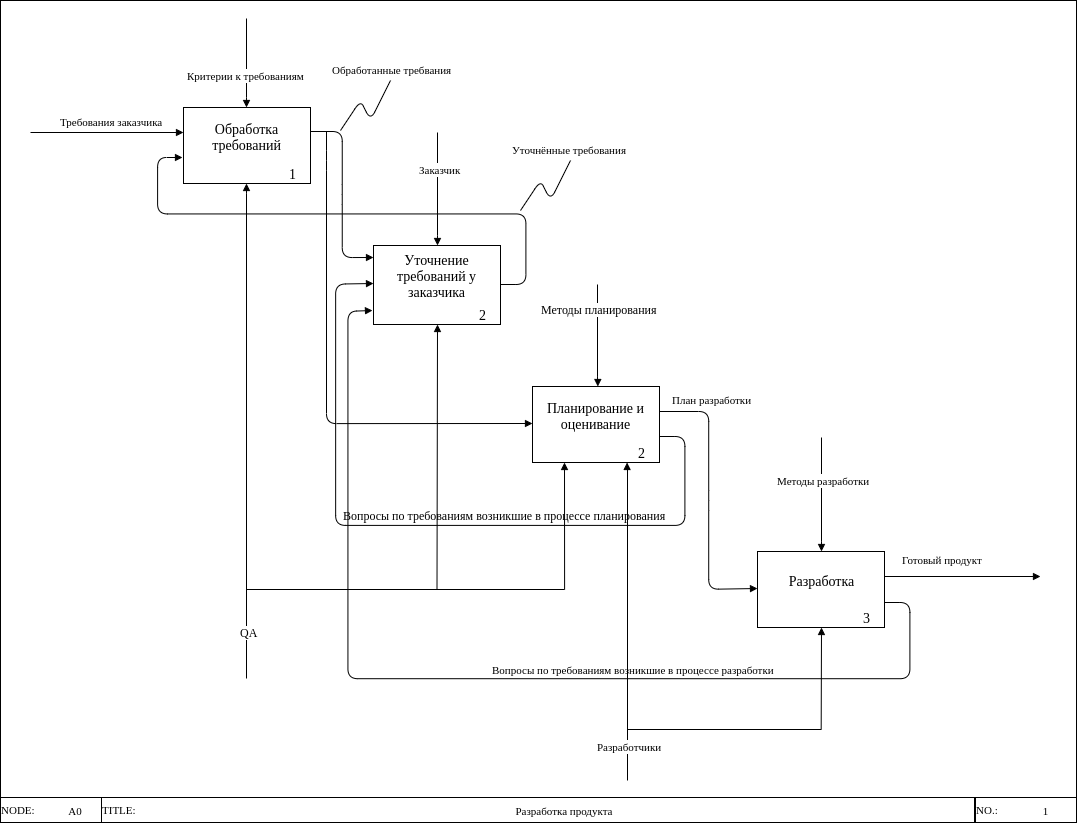 Критерии к требованиям
Обработанные требвания
Требования заказчика
Обработка
требований
1
Уточнённые требования
Заказчик
Уточнение
требований у
заказчика
2
Методы планирования
Планирование и
оценивание
2
План разработки
Методы разработки
Вопросы по требованиям возникшие в процессе планирования
Разработка
3
Готовый продукт
QA
Вопросы по требованиям возникшие в процессе разработки
Разработчики
NODE: A0 TITLE: Разработка продукта NO.: 1